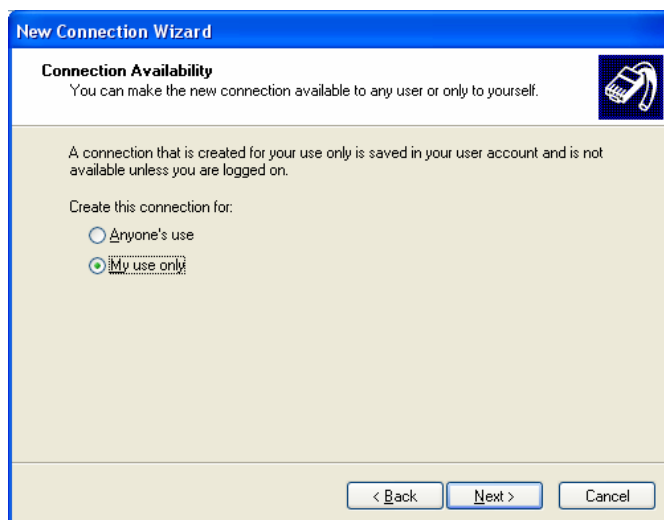 New Connection Wizard
Connection Availability
You can make the new connection available to any user or only to yourself.
A connection that is created for your use only is saved in your user account and is not
available unless you are logged on.
Create this connection for:
Anyone's use
My use only
< Back
Next >
Cancel